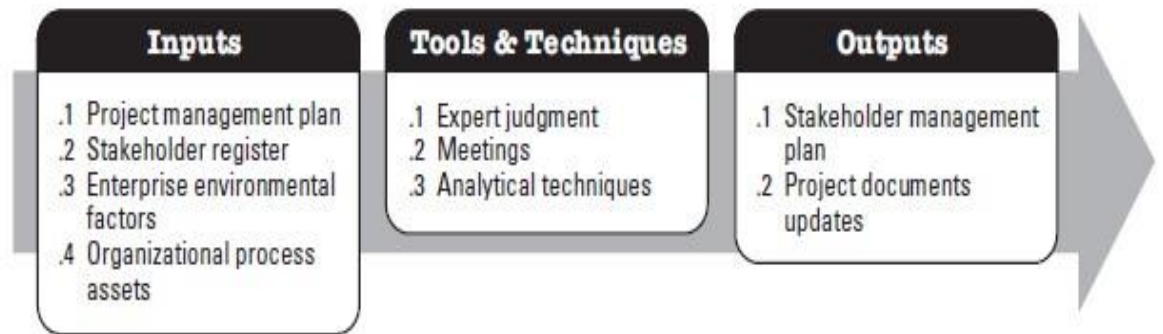 Inputs
.1 Project management plan
.2 Stakeholder register
.3 Enterprise environmental
factors
.4 Organizational process
assets
Tools & Techniques
.1 Expert judgment
.2 Meetings
.3 Analytical techniques
Outputs
.1 Stakeholder management
plan
.2 Project documents
updates